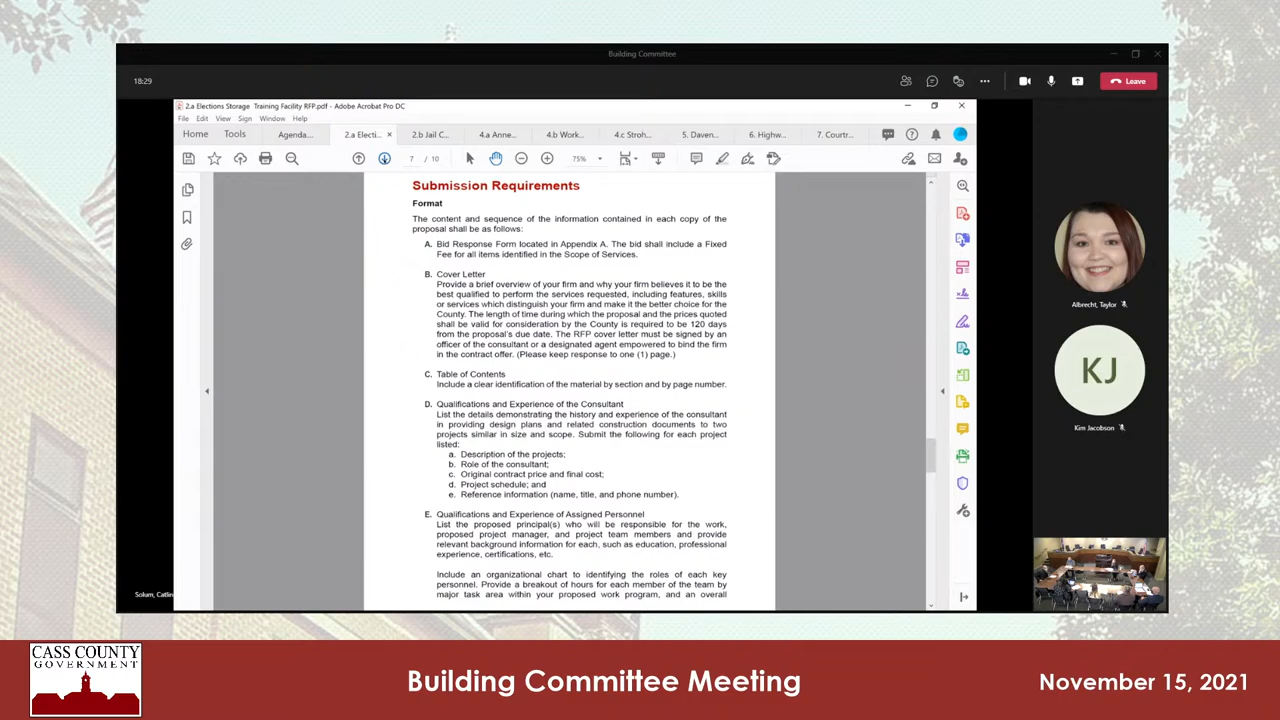 Building Committee
18:29
Leave
2.a Elections Storage Training Facility RFP.pdf - Adobe Acrobat Pro DC
File Edit View Sign Window Help
Home Tools Agenda... 2.a Electi... 2.b Jail C... 4.a Anne... 4.b Work... 4.c Stroh... 5. Daven... 6. Highw... 7. Courtr...
7 / 10 75%
Submission Requirements
Format
The content and sequence of the information contained in each copy of the
proposal shall be as follows:
A. Bid Response Form located in Appendix A. The bid shall include a Fixed
Fee for all items identified in the Scope of Services.
B. Cover Letter
Provide a brief overview of your firm and why your firm believes it to be the
best qualified to perform the services requested, including features, skills
or services which distinguish your firm and make it the better choice for the
County. The length of time during which the proposal and the prices quoted
shall be valid for consideration by the County is required to be 120 days
from the proposal's due date. The RFP cover letter must be signed by an
officer of the consultant or a designated agent empowered to bind the firm
in the contract offer. (Please keep response to one (1) page.)
C. Table of Contents
Include a clear identification of the material by section and by page number.
D. Qualifications and Experience of the Consultant
List the details demonstrating the history and experience of the consultant
in providing design plans and related construction documents to two
projects similar in size and scope. Submit the following for each project
listed:
a. Description of the projects;
b. Role of the consultant;
c. Original contract price and final cost;
d. Project schedule; and
e. Reference information (name, title, and phone number).
E. Qualifications and Experience of Assigned Personnel
List the proposed principal(s) who will be responsible for the work,
proposed project manager, and project team members and provide
relevant background information for each, such as education, professional
experience, certifications, etc.
Include an organizational chart to identifying the roles of each key
personnel. Provide a breakout of hours for each member of the team by
major task area within your proposed work program, and an overall
Albrecht, Taylor
KJ
Kim Jacobson
Solum, Catlin
CASS COUNTY
GOVERNMENT
Building Committee Meeting
November 15, 2021